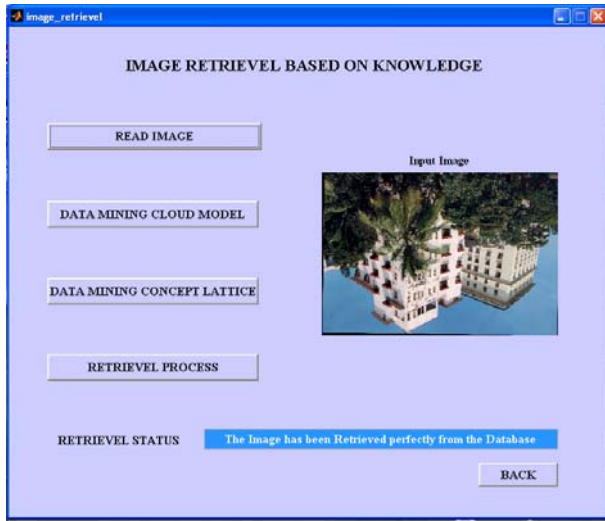 image_retrievel
IMAGE RETRIEVEL BASED ON KNOWLEDGE
READ IMAGE
Input Image
DATA MINING CLOUD MODEL
DATA MINING CONCEPT LATTICE
RETRIEVEL PROCESS
RETRIEVEL STATUS The Image has been Retrieved perfectly from the Database
BACK